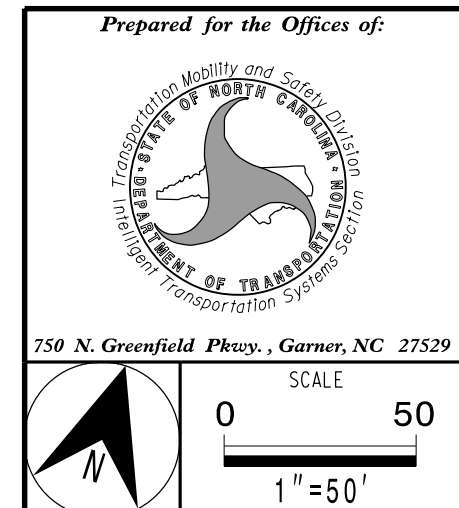 Prepared for the Offices of:
Transportation Mobility and Safety Division
STATE OF NORTH CAROLINA
DEPARTMENT OF TRANSPORTATION
Intelligent Transportation Systems Section
750 N. Greenfield Pkwy. , Garner, NC 27529
N
SCALE
0 50
1"=50'